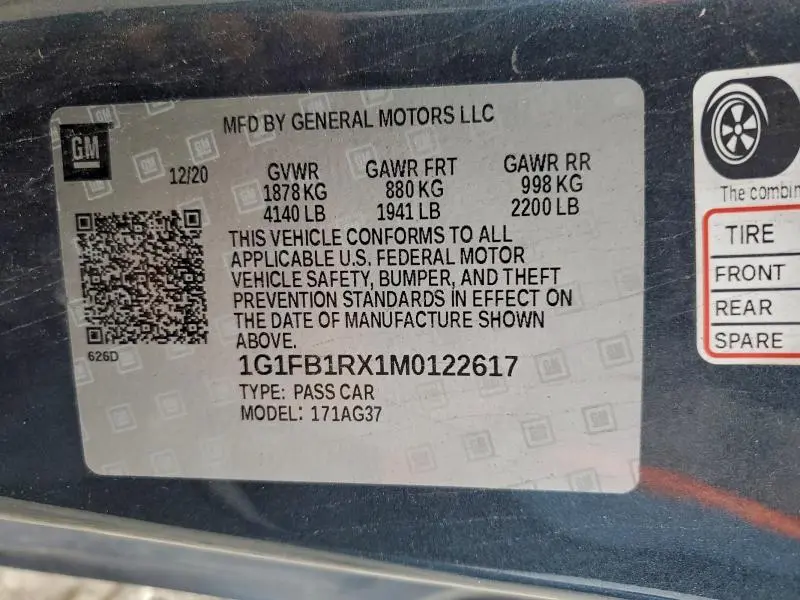 MFD BY GENERAL MOTORS LLC
GM
12/20 GVWR GAWR FRT GAWR RR
1878 KG 880 KG 998 KG
4140 LB 1941 LB 2200 LB
THIS VEHICLE CONFORMS TO ALL
APPLICABLE U.S. FEDERAL MOTOR
VEHICLE SAFETY, BUMPER, AND THEFT
PREVENTION STANDARDS IN EFFECT ON
THE DATE OF MANUFACTURE SHOWN
ABOVE.
626D
1G1FB1RX1M0122617
TYPE: PASS CAR
MODEL: 171AG37
The combin
TIRE
FRONT
REAR
SPARE